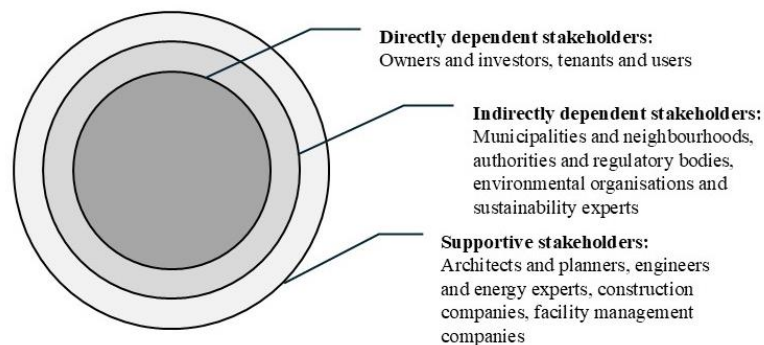 Directly dependent stakeholders:
Owners and investors, tenants and users
Indirectly dependent stakeholders:
Municipalities and neighbourhoods,
authorities and regulatory bodies,
environmental organisations and
sustainability experts
Supportive stakeholders:
Architects and planners, engineers
and energy experts, construction
companies, facility management
companies